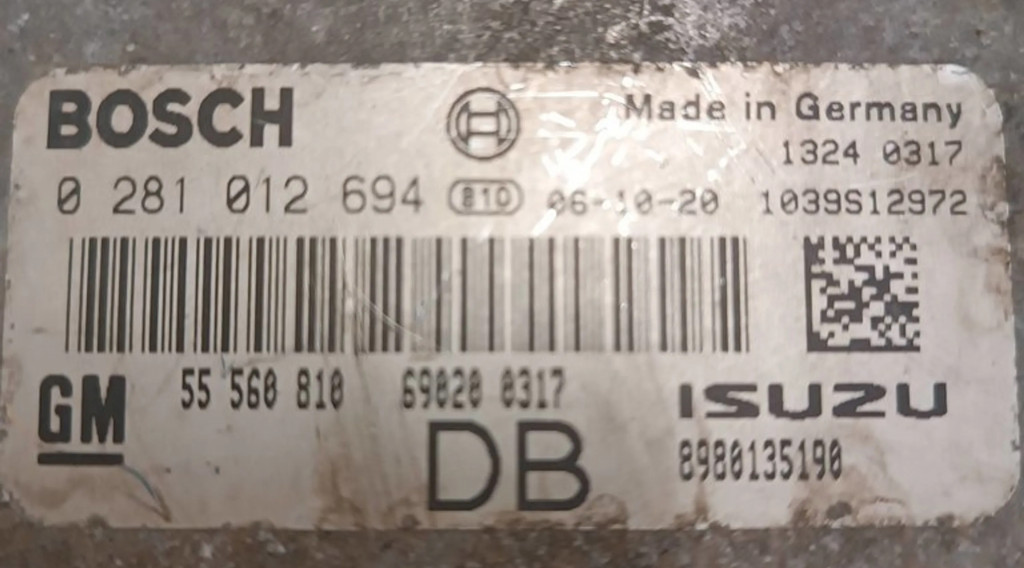 BOSCH Made in Germany
1324 0317
0 281 012 694 810 06-10-20 1039S12972
GM 55 560 810 69020 0317 ISUZU
DB 8980135190